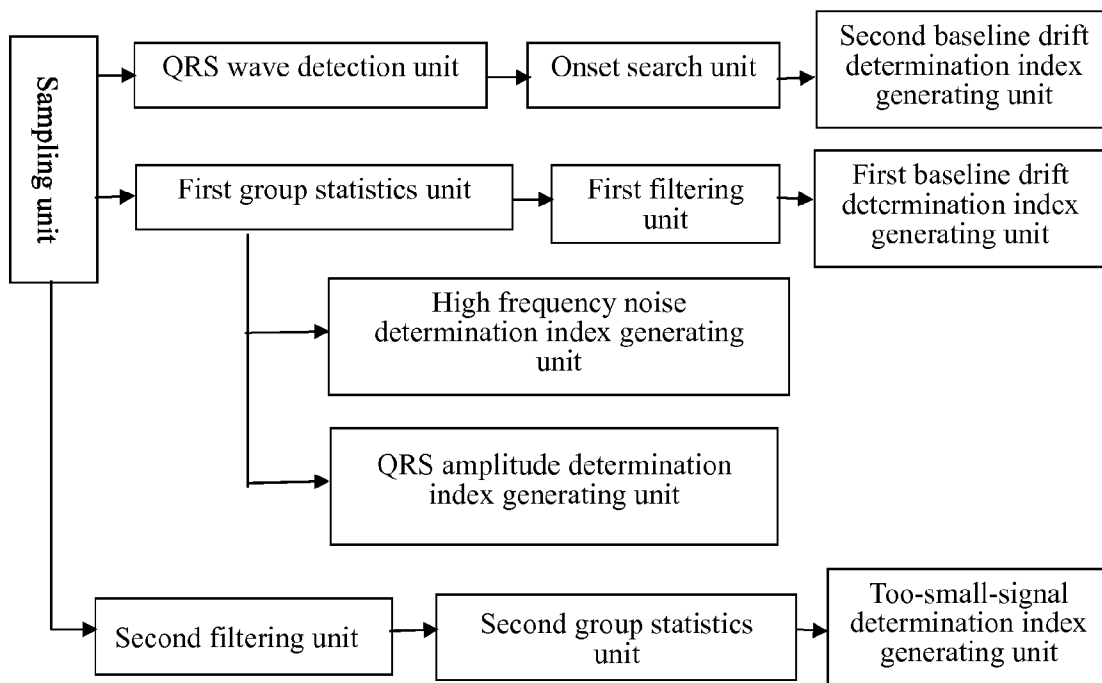 Sampling unit
QRS wave detection unit
Onset search unit
Second baseline drift
determination index
generating unit
First group statistics unit
First filtering
unit
First baseline drift
determination index
generating unit
High frequency noise
determination index generating
unit
QRS amplitude determination
index generating unit
Second filtering unit
Second group statistics
unit
Too-small-signal
determination index
generating unit